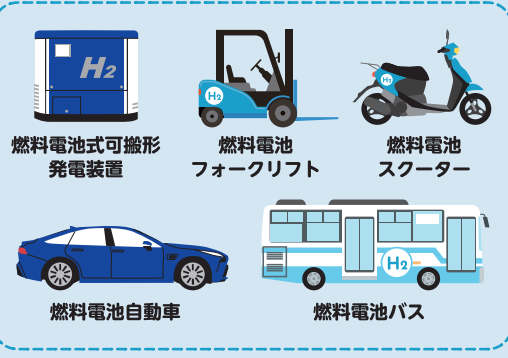 H2
H2
H2
燃料電池式可搬形
発電装置
燃料電池
フォークリフト
燃料電池
スクーター
H2
燃料電池自動車
燃料電池バス